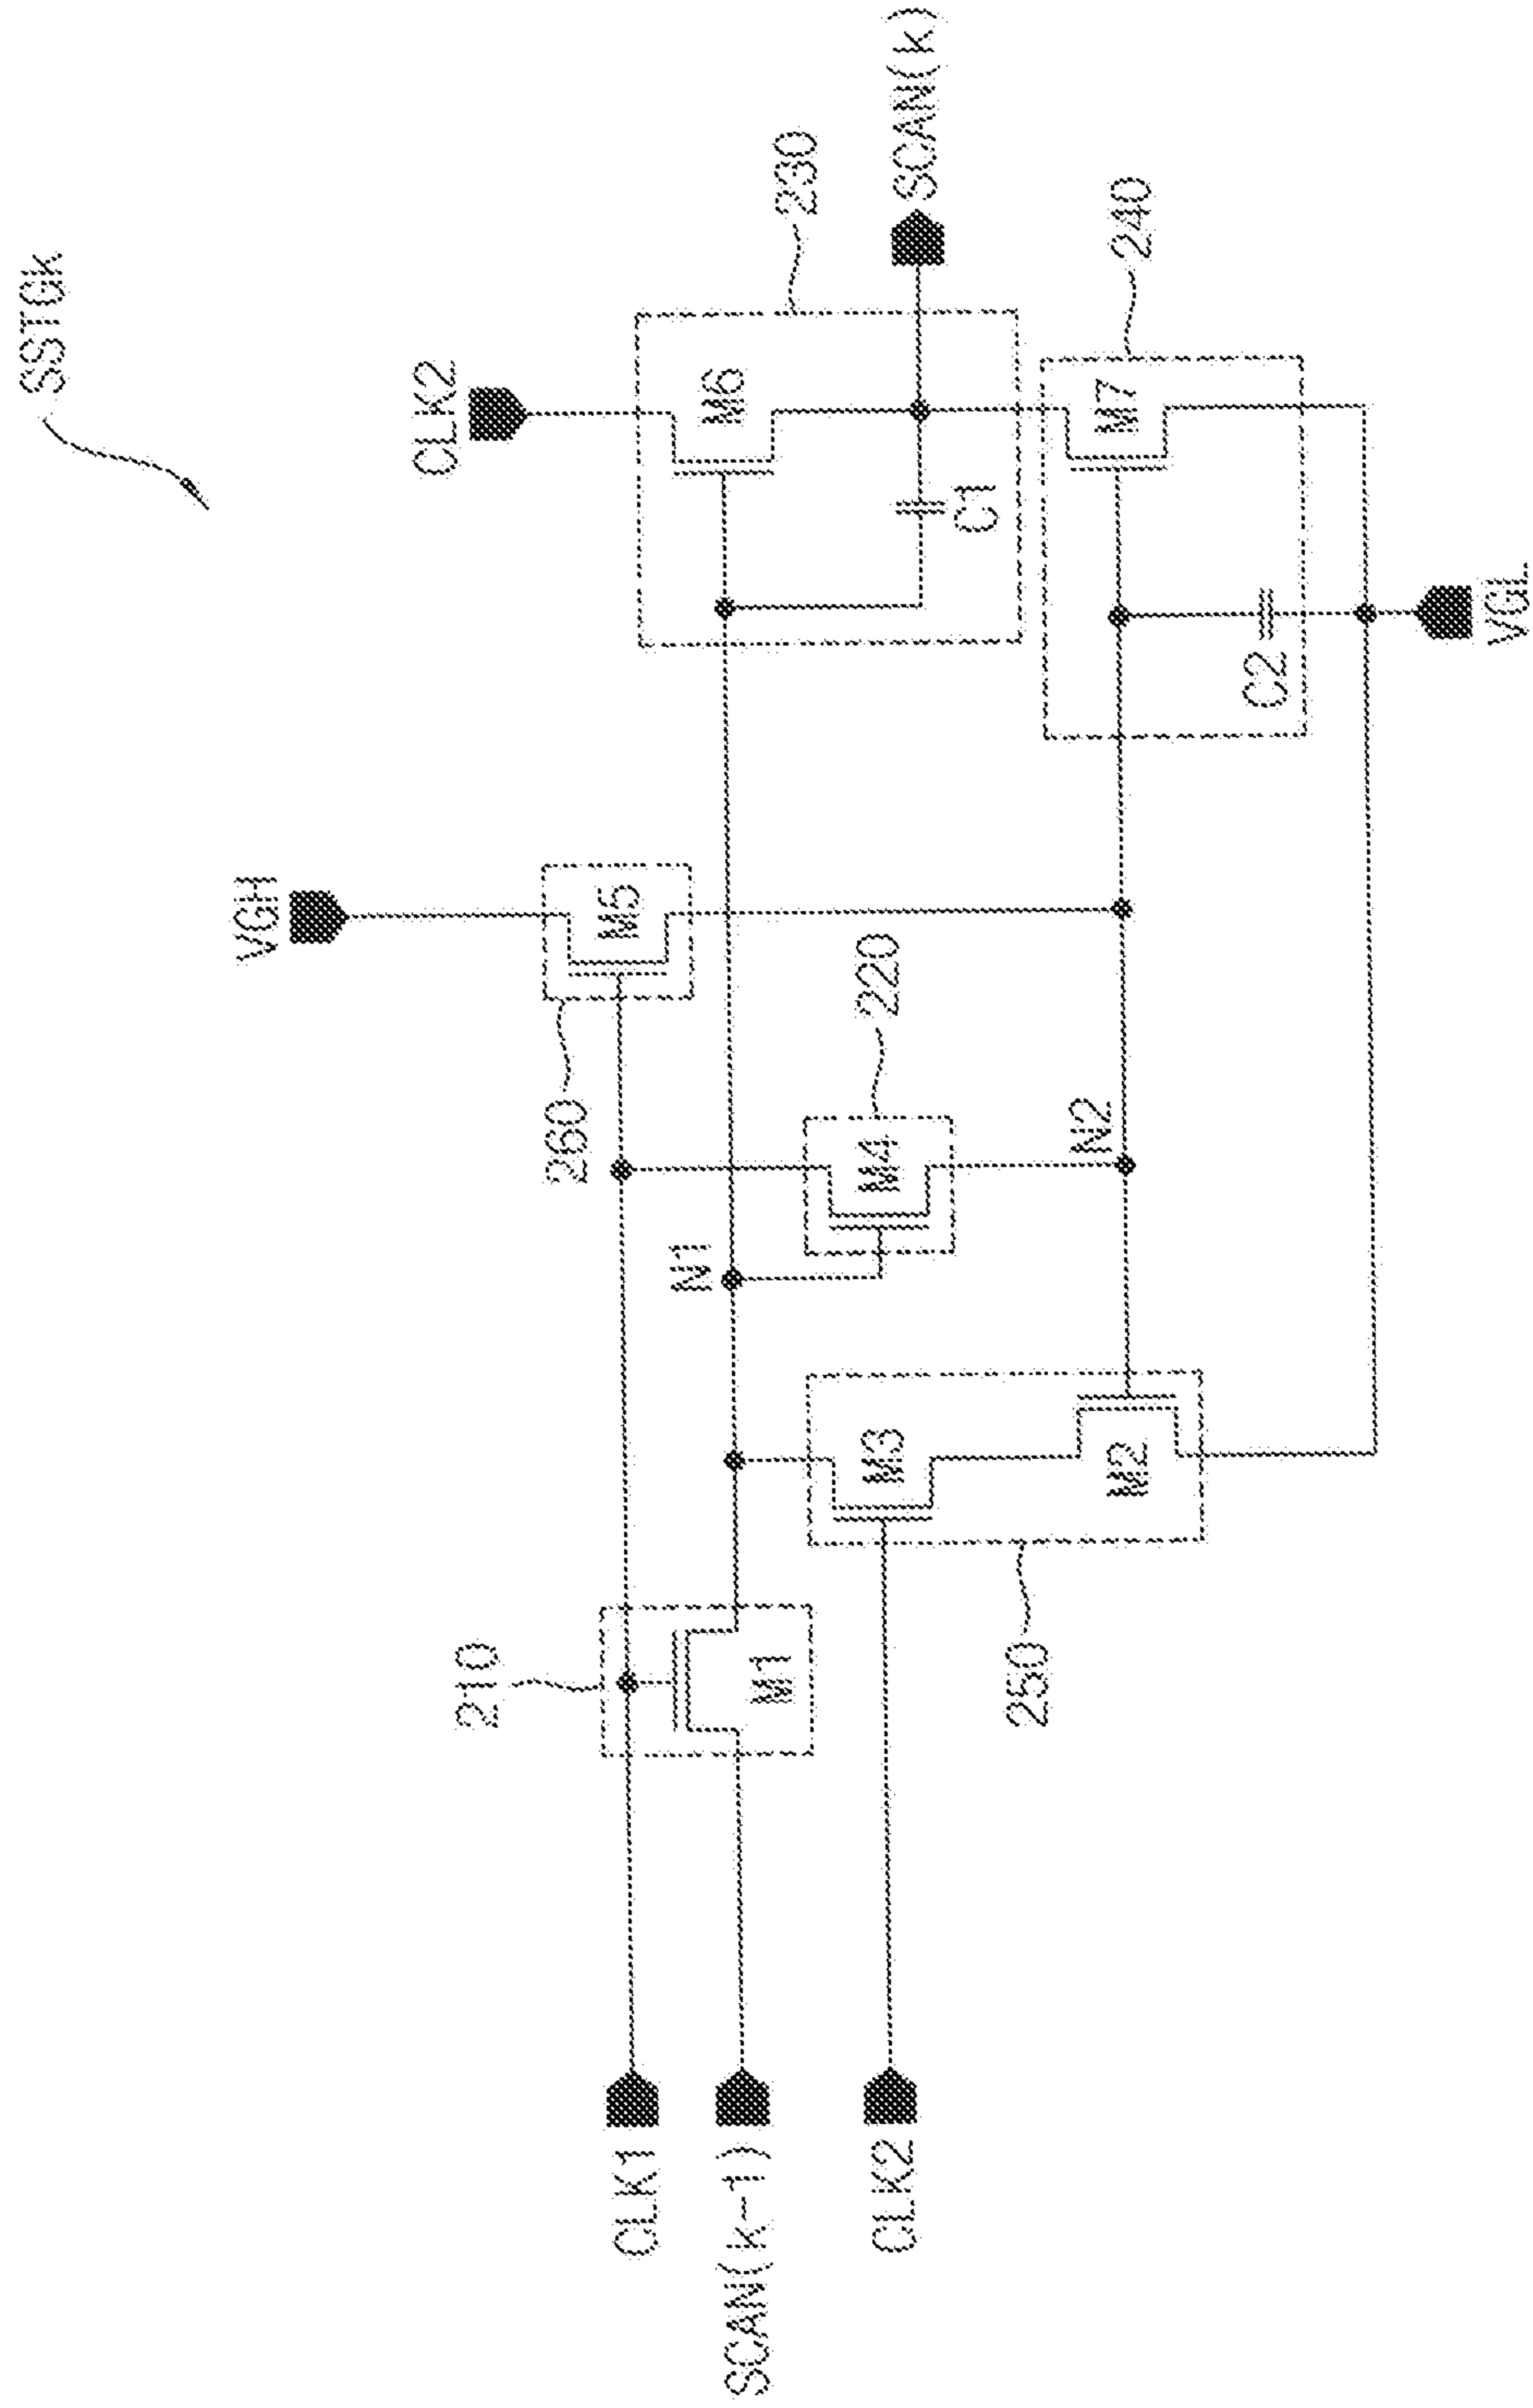 SSTGk
CLK2
VGH
230
SCAN(k)
M6
C1
240
M7
C2
VGL
M5
260
220
M4
N1
N2
210
M1
M3
M2
250
CLK1
SCAN(k-1)
CLK2